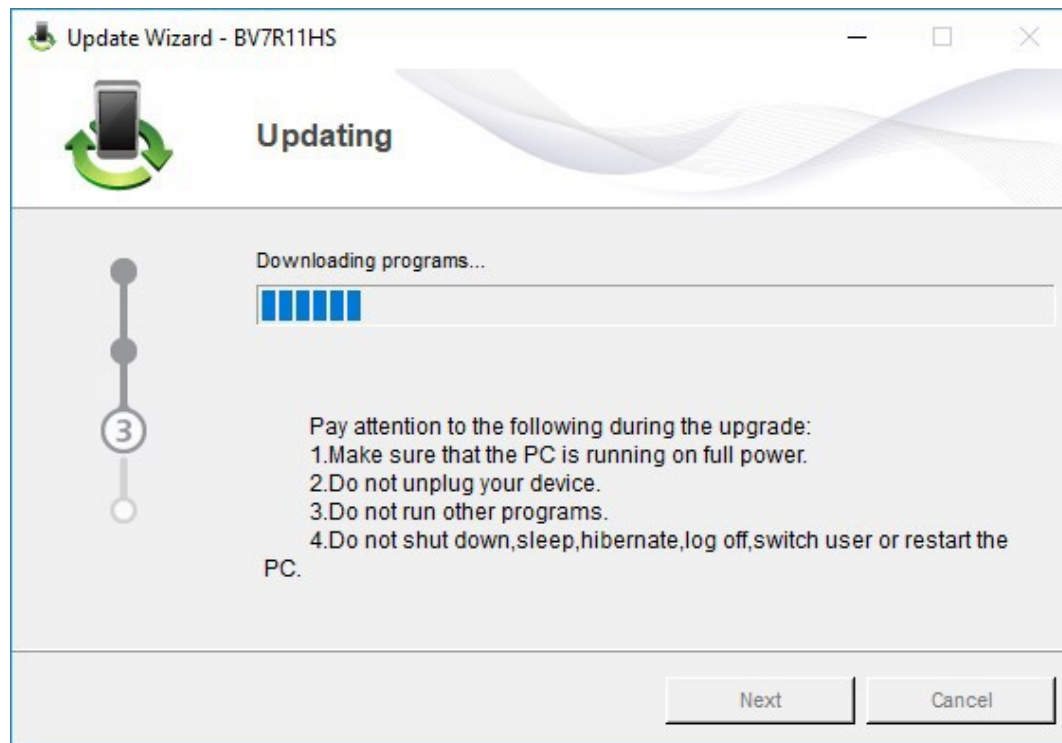 Update Wizard - BV7R11HS
Updating
Downloading programs...
3
Pay attention to the following during the upgrade:
1.Make sure that the PC is running on full power.
2.Do not unplug your device.
3.Do not run other programs.
4.Do not shut down,sleep,hibernate,log off,switch user or restart the
PC.
Next
Cancel